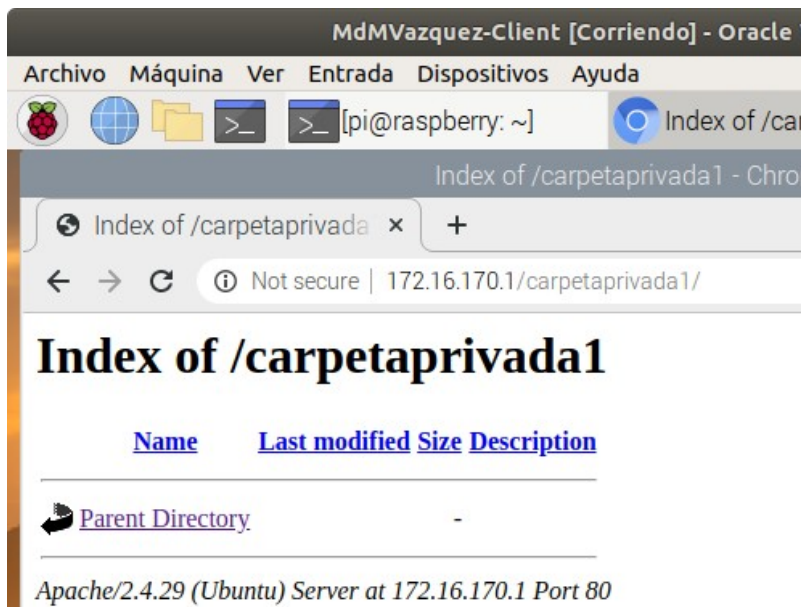 MdMVazquez-Client [Corriendo] - Oracle
Archivo Máquina Ver Entrada Dispositivos Ayuda
>_ >_ [pi@raspberry: ~] Index of /car
Index of /carpetaprivada1 - Chro
Index of /carpetaprivada × +
Not secure | 172.16.170.1/carpetaprivada1/
Index of /carpetaprivada1
Name Last modified Size Description
Parent Directory -
Apache/2.4.29 (Ubuntu) Server at 172.16.170.1 Port 80